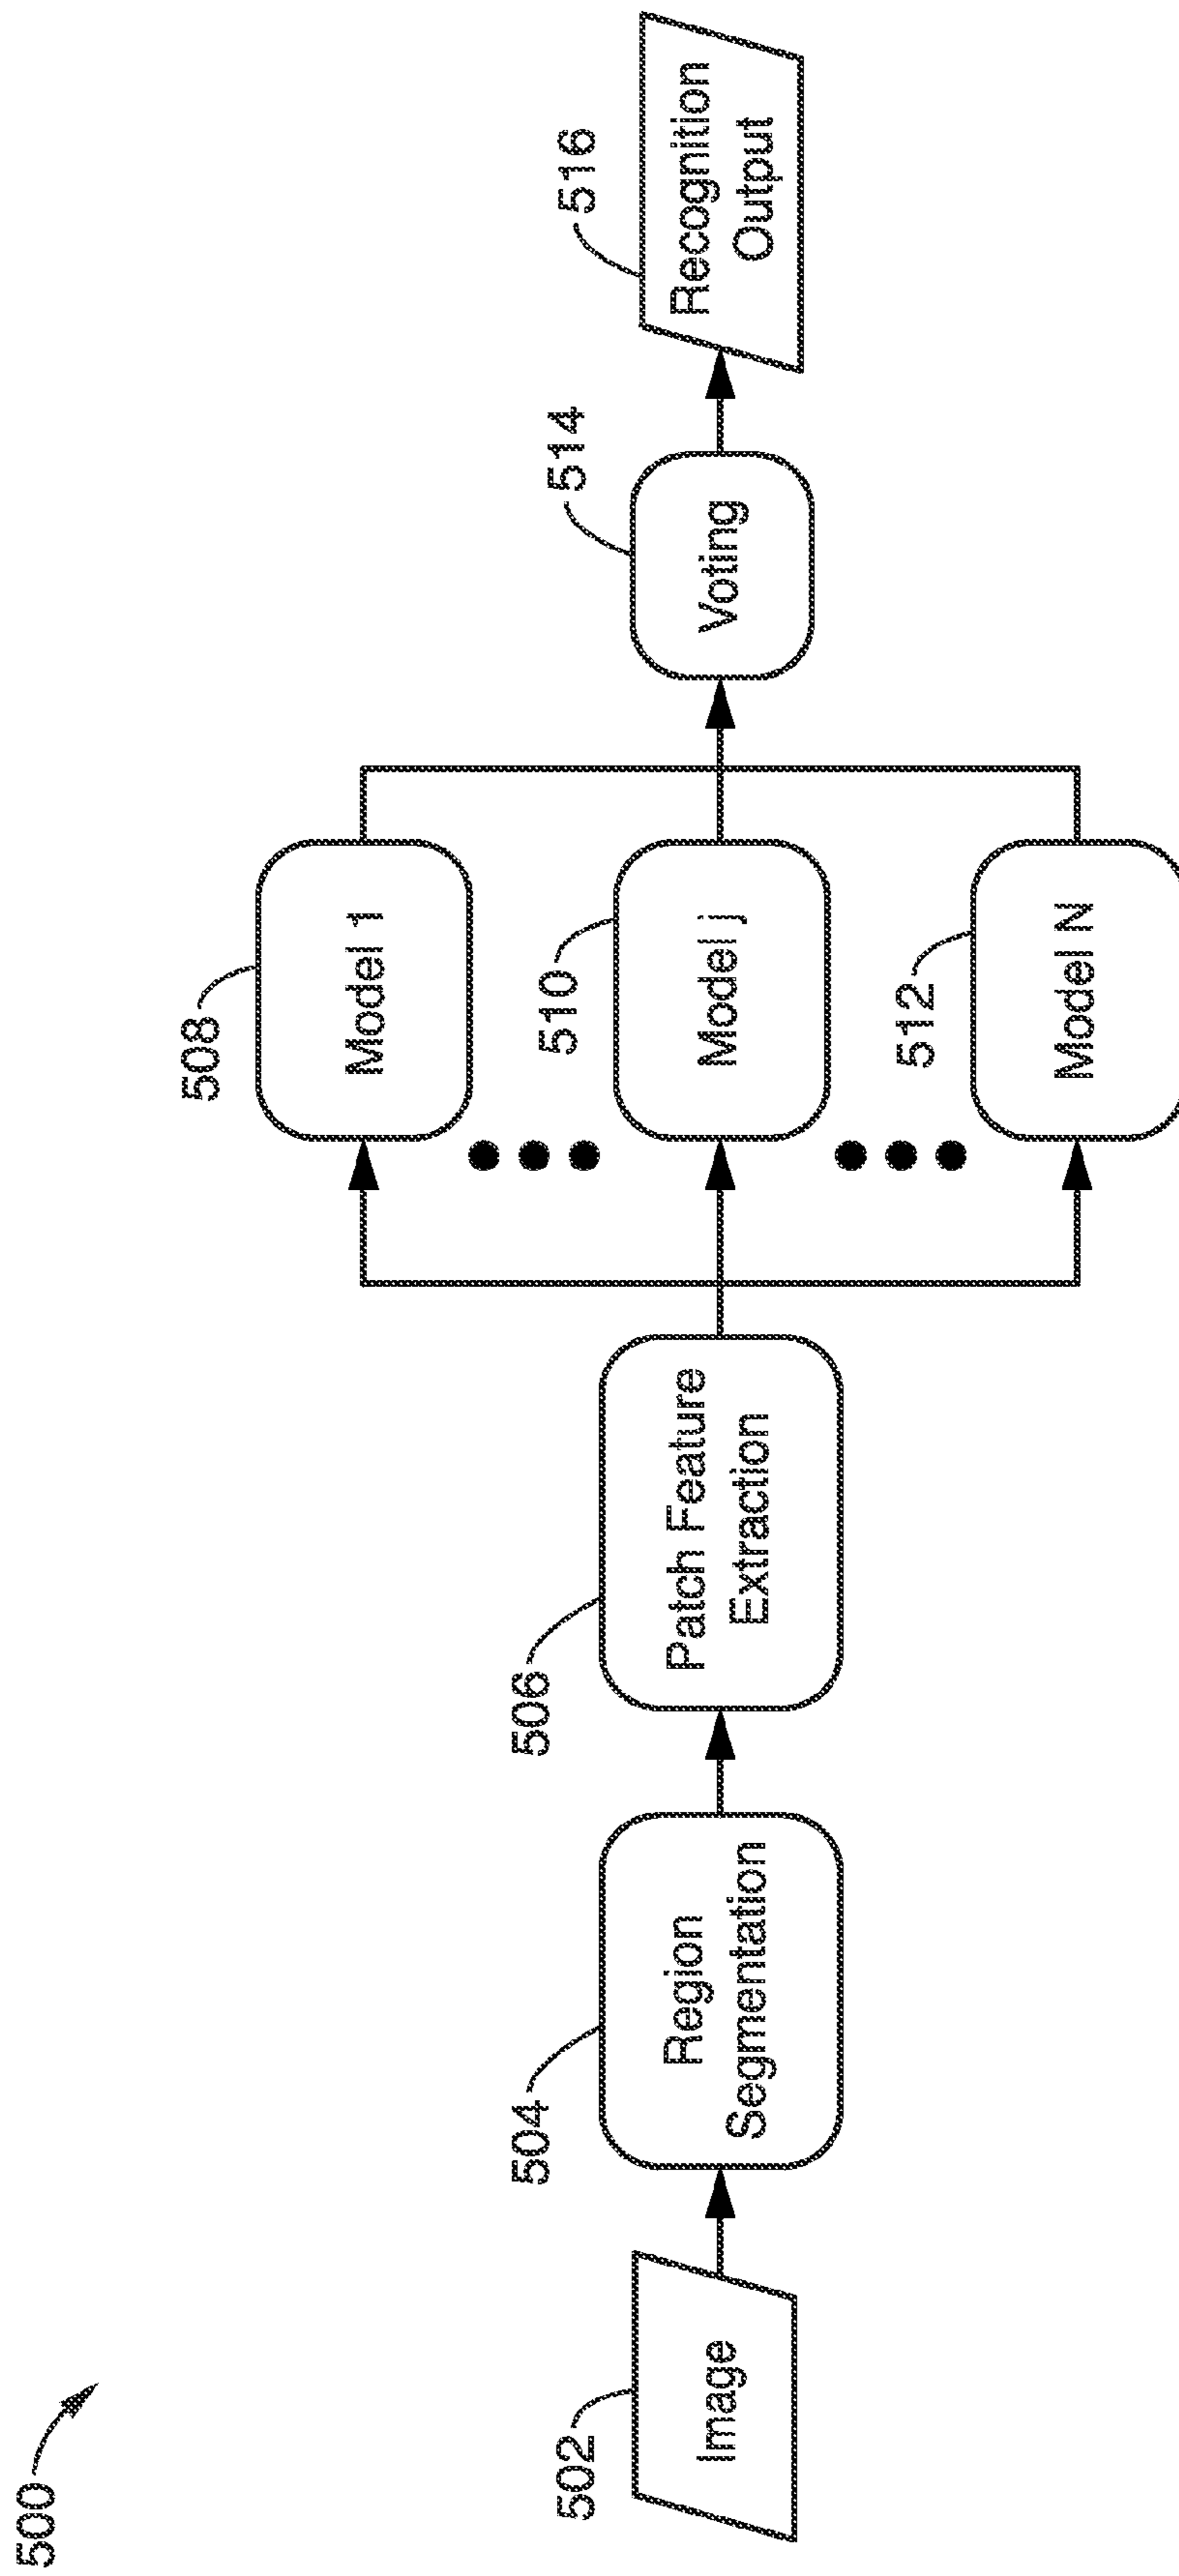 500
502
Image
504
Region
Segmentation
506
Patch Feature
Extraction
508
Model 1
510
Model j
512
Model N
514
Voting
516
Recognition
Output